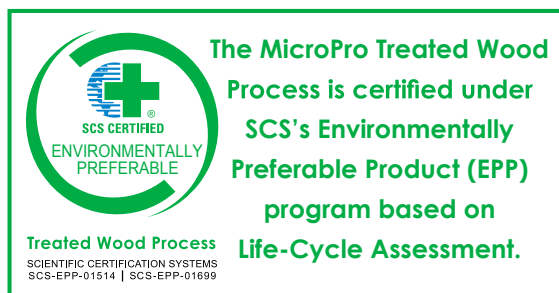 The MicroPro Treated Wood
Process is certified under
SCS's Environmentally
Preferable Product (EPP)
program based on
Life-Cycle Assessment.
®
SCS CERTIFIED
ENVIRONMENTALLY
PREFERABLE
Treated Wood Process
SCIENTIFIC CERTIFICATION SYSTEMS
SCS-EPP-01514 | SCS-EPP-01699